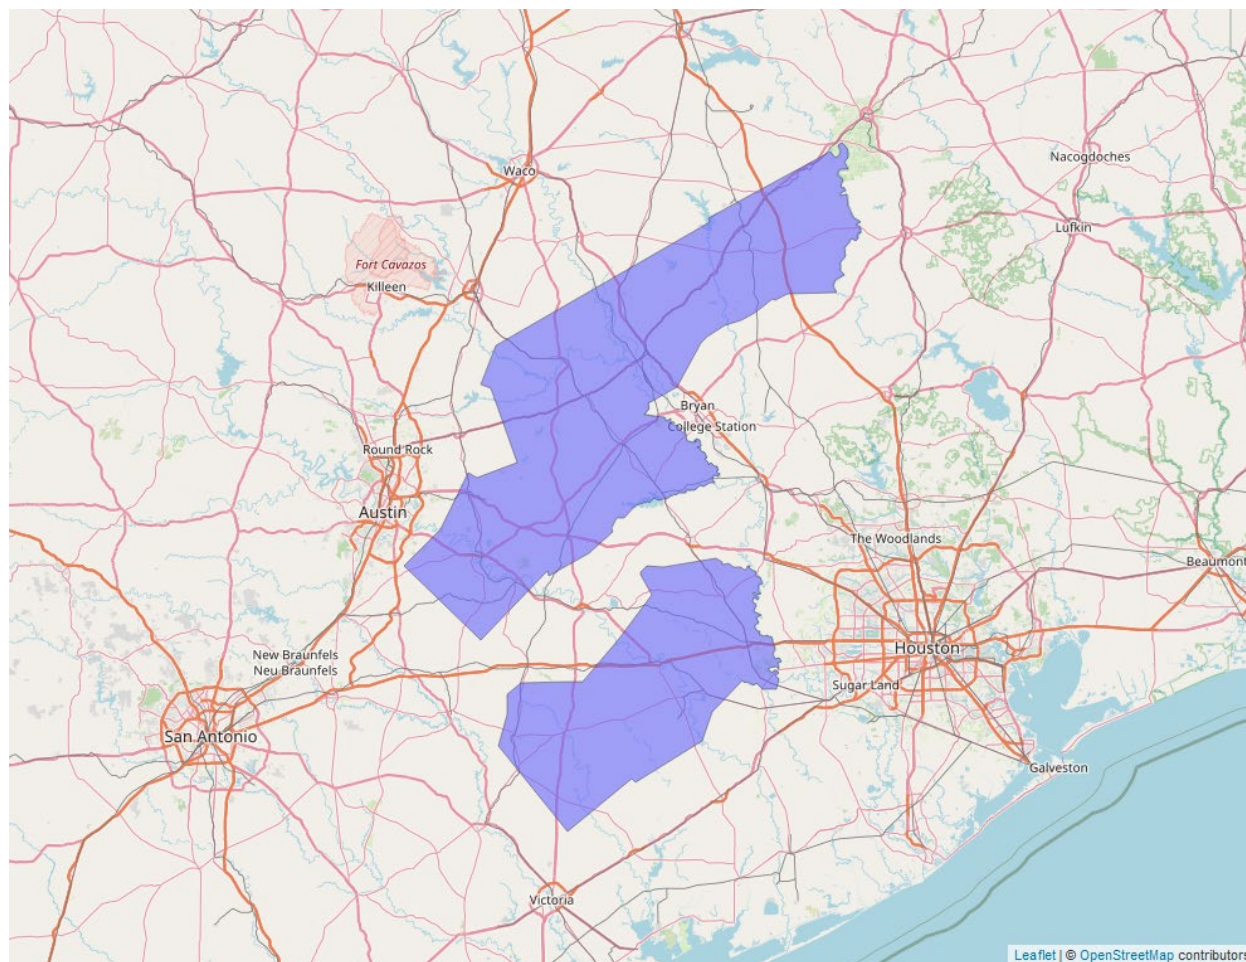 Waco
Nacogdoches
Lufkin
Fort Cavazos
Killeen
Bryan
College Station
Round Rock
Austin
The Woodlands
Beaumont
New Braunfels
Neu Braunfels
Houston
Sugar Land
San Antonio
Galveston
Victoria
Leaflet | © OpenStreetMap contributors